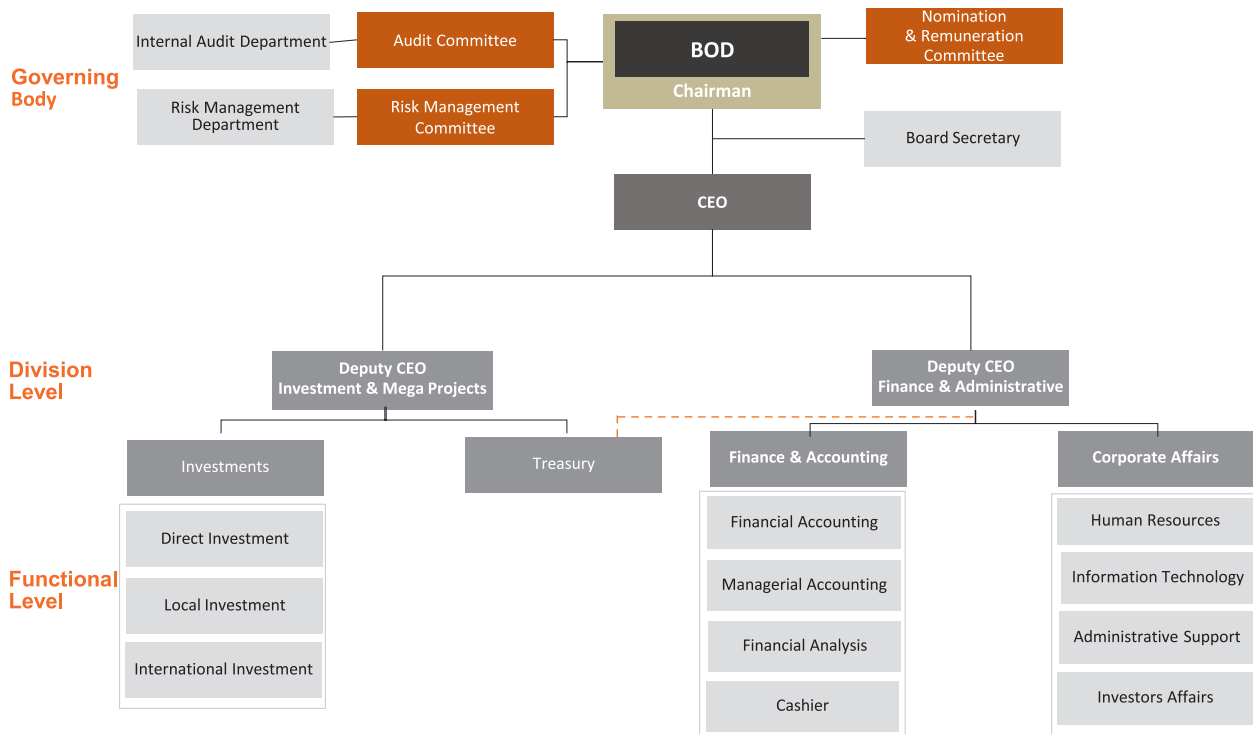 Internal Audit Department
Audit Committee
BOD
Chairman
Nomination
& Remuneration
Committee
Governing
Body
Risk Management
Department
Risk Management
Committee
Board Secretary
CEO
Division
Level
Deputy CEO
Investment & Mega Projects
Deputy CEO
Finance & Administrative
Investments
Treasury
Finance & Accounting
Corporate Affairs
Functional
Level
Direct Investment
Local Investment
International Investment
Financial Accounting
Managerial Accounting
Financial Analysis
Cashier
Human Resources
Information Technology
Administrative Support
Investors Affairs